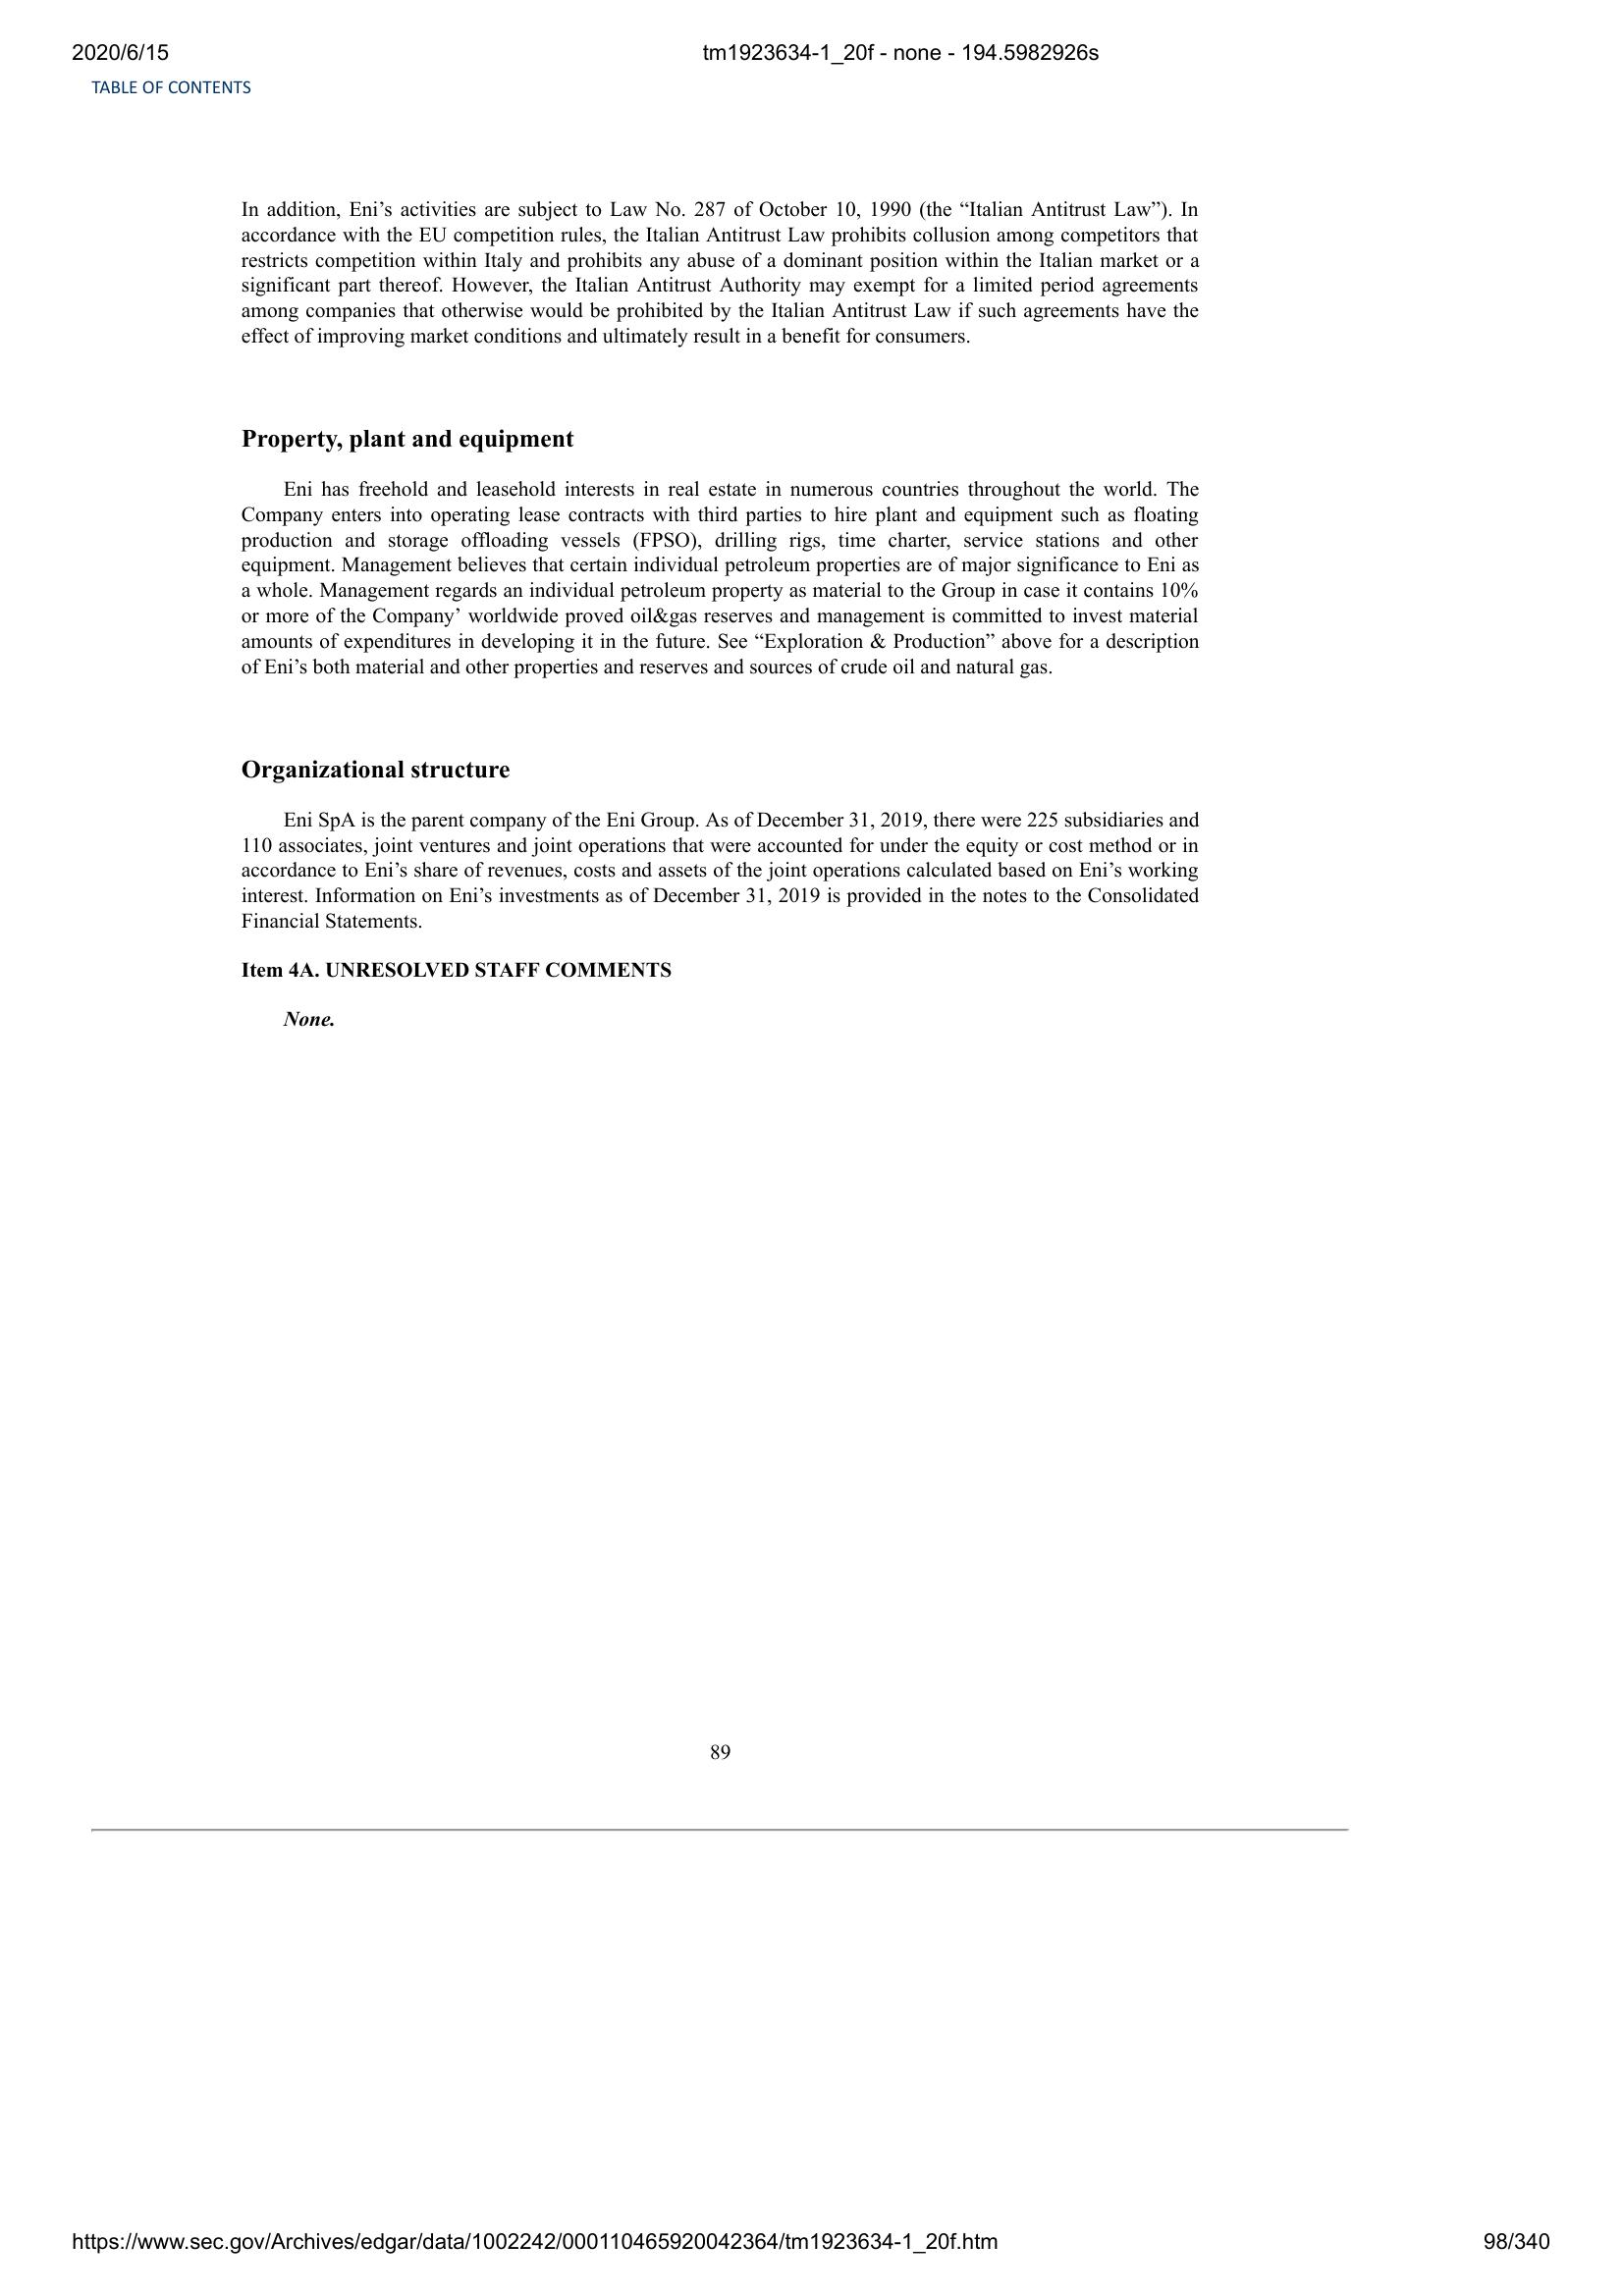 2020/6/15
tm1923634-1_20f - none - 194.5982926s
TABLE OF CONTENTS
In addition, Eni’s activities are subject to Law No. 287 of October 10, 1990 (the “Italian Antitrust Law”). In
accordance with the EU competition rules, the Italian Antitrust Law prohibits collusion among competitors that
restricts competition within Italy and prohibits any abuse of a dominant position within the Italian market or a
significant part thereof. However, the Italian Antitrust Authority may exempt for a limited period agreements
among companies that otherwise would be prohibited by the Italian Antitrust Law if such agreements have the
effect of improving market conditions and ultimately result in a benefit for consumers.
Property, plant and equipment
Eni has freehold and leasehold interests in real estate in numerous countries throughout the world. The
Company enters into operating lease contracts with third parties to hire plant and equipment such as floating
production and storage offloading vessels (FPSO), drilling rigs, time charter, service stations and other
equipment. Management believes that certain individual petroleum properties are of major significance to Eni as
a whole. Management regards an individual petroleum property as material to the Group in case it contains 10%
or more of the Company’ worldwide proved oil&gas reserves and management is committed to invest material
amounts of expenditures in developing it in the future. See “Exploration & Production” above for a description
of Eni’s both material and other properties and reserves and sources of crude oil and natural gas.
Organizational structure
Eni SpA is the parent company of the Eni Group. As of December 31, 2019, there were 225 subsidiaries and
110 associates, joint ventures and joint operations that were accounted for under the equity or cost method or in
accordance to Eni’s share of revenues, costs and assets of the joint operations calculated based on Eni’s working
interest. Information on Eni’s investments as of December 31, 2019 is provided in the notes to the Consolidated
Financial Statements.
Item 4A. UNRESOLVED STAFF COMMENTS
None.
89
https://www.sec.gov/Archives/edgar/data/1002242/000110465920042364/tm1923634-1_20f.htm
98/340